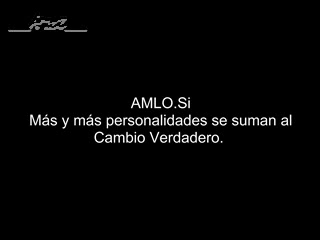 AMLO.Si
Más y más personalidades se suman al
Cambio Verdadero.